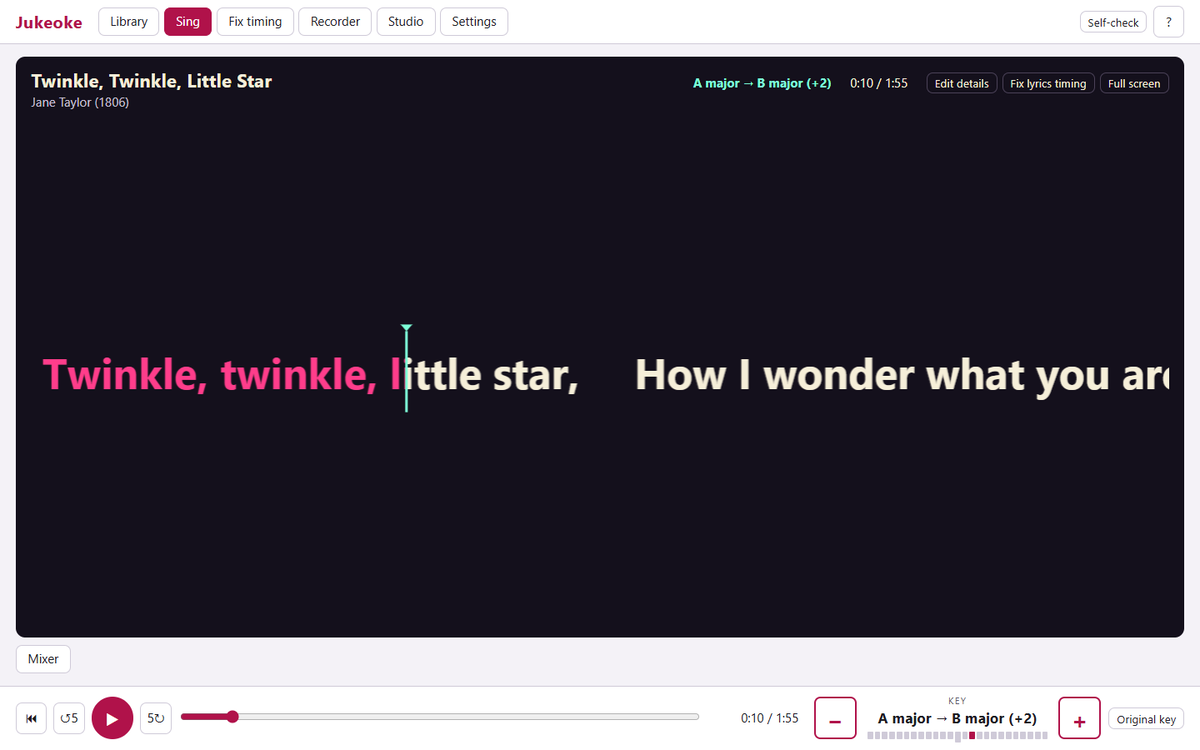 Jukeoke Library Sing Fix timing Recorder Studio Settings Self-check ?
Twinkle, Twinkle, Little Star A major → B major (+2) 0:10 / 1:55 Edit details Fix lyrics timing Full screen
Jane Taylor (1806)
Twinkle, twinkle, little star, How I wonder what you are
Mixer
↺5 5↻ 0:10 / 1:55 − KEY + Original key
A major → B major (+2)